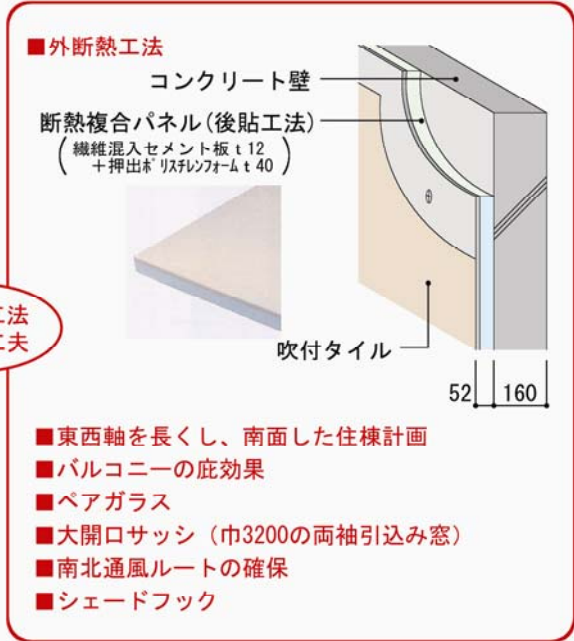 ■外断熱工法
コンクリート壁
断熱複合パネル(後貼工法)
(繊維混入セメント板 t 12
+押出ポリスチレンフォーム t 40)
吹付タイル
52 160
工法
工夫
■東西軸を長くし、南面した住棟計画
■バルコニーの庇効果
■ペアガラス
■大開口サッシ(巾3200の両袖引込み窓)
■南北通風ルートの確保
■シェードフック